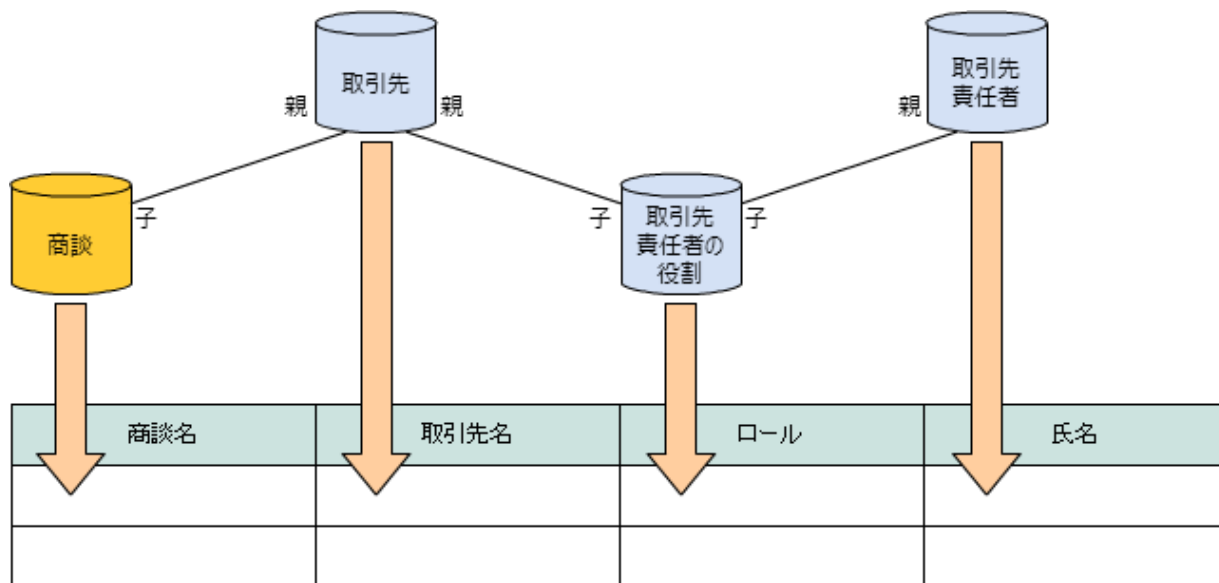 取引先
取引先
責任者
親
親
親
商談
子
子
取引先
責任者の
役割
子
商談名
取引先名
ロール
氏名